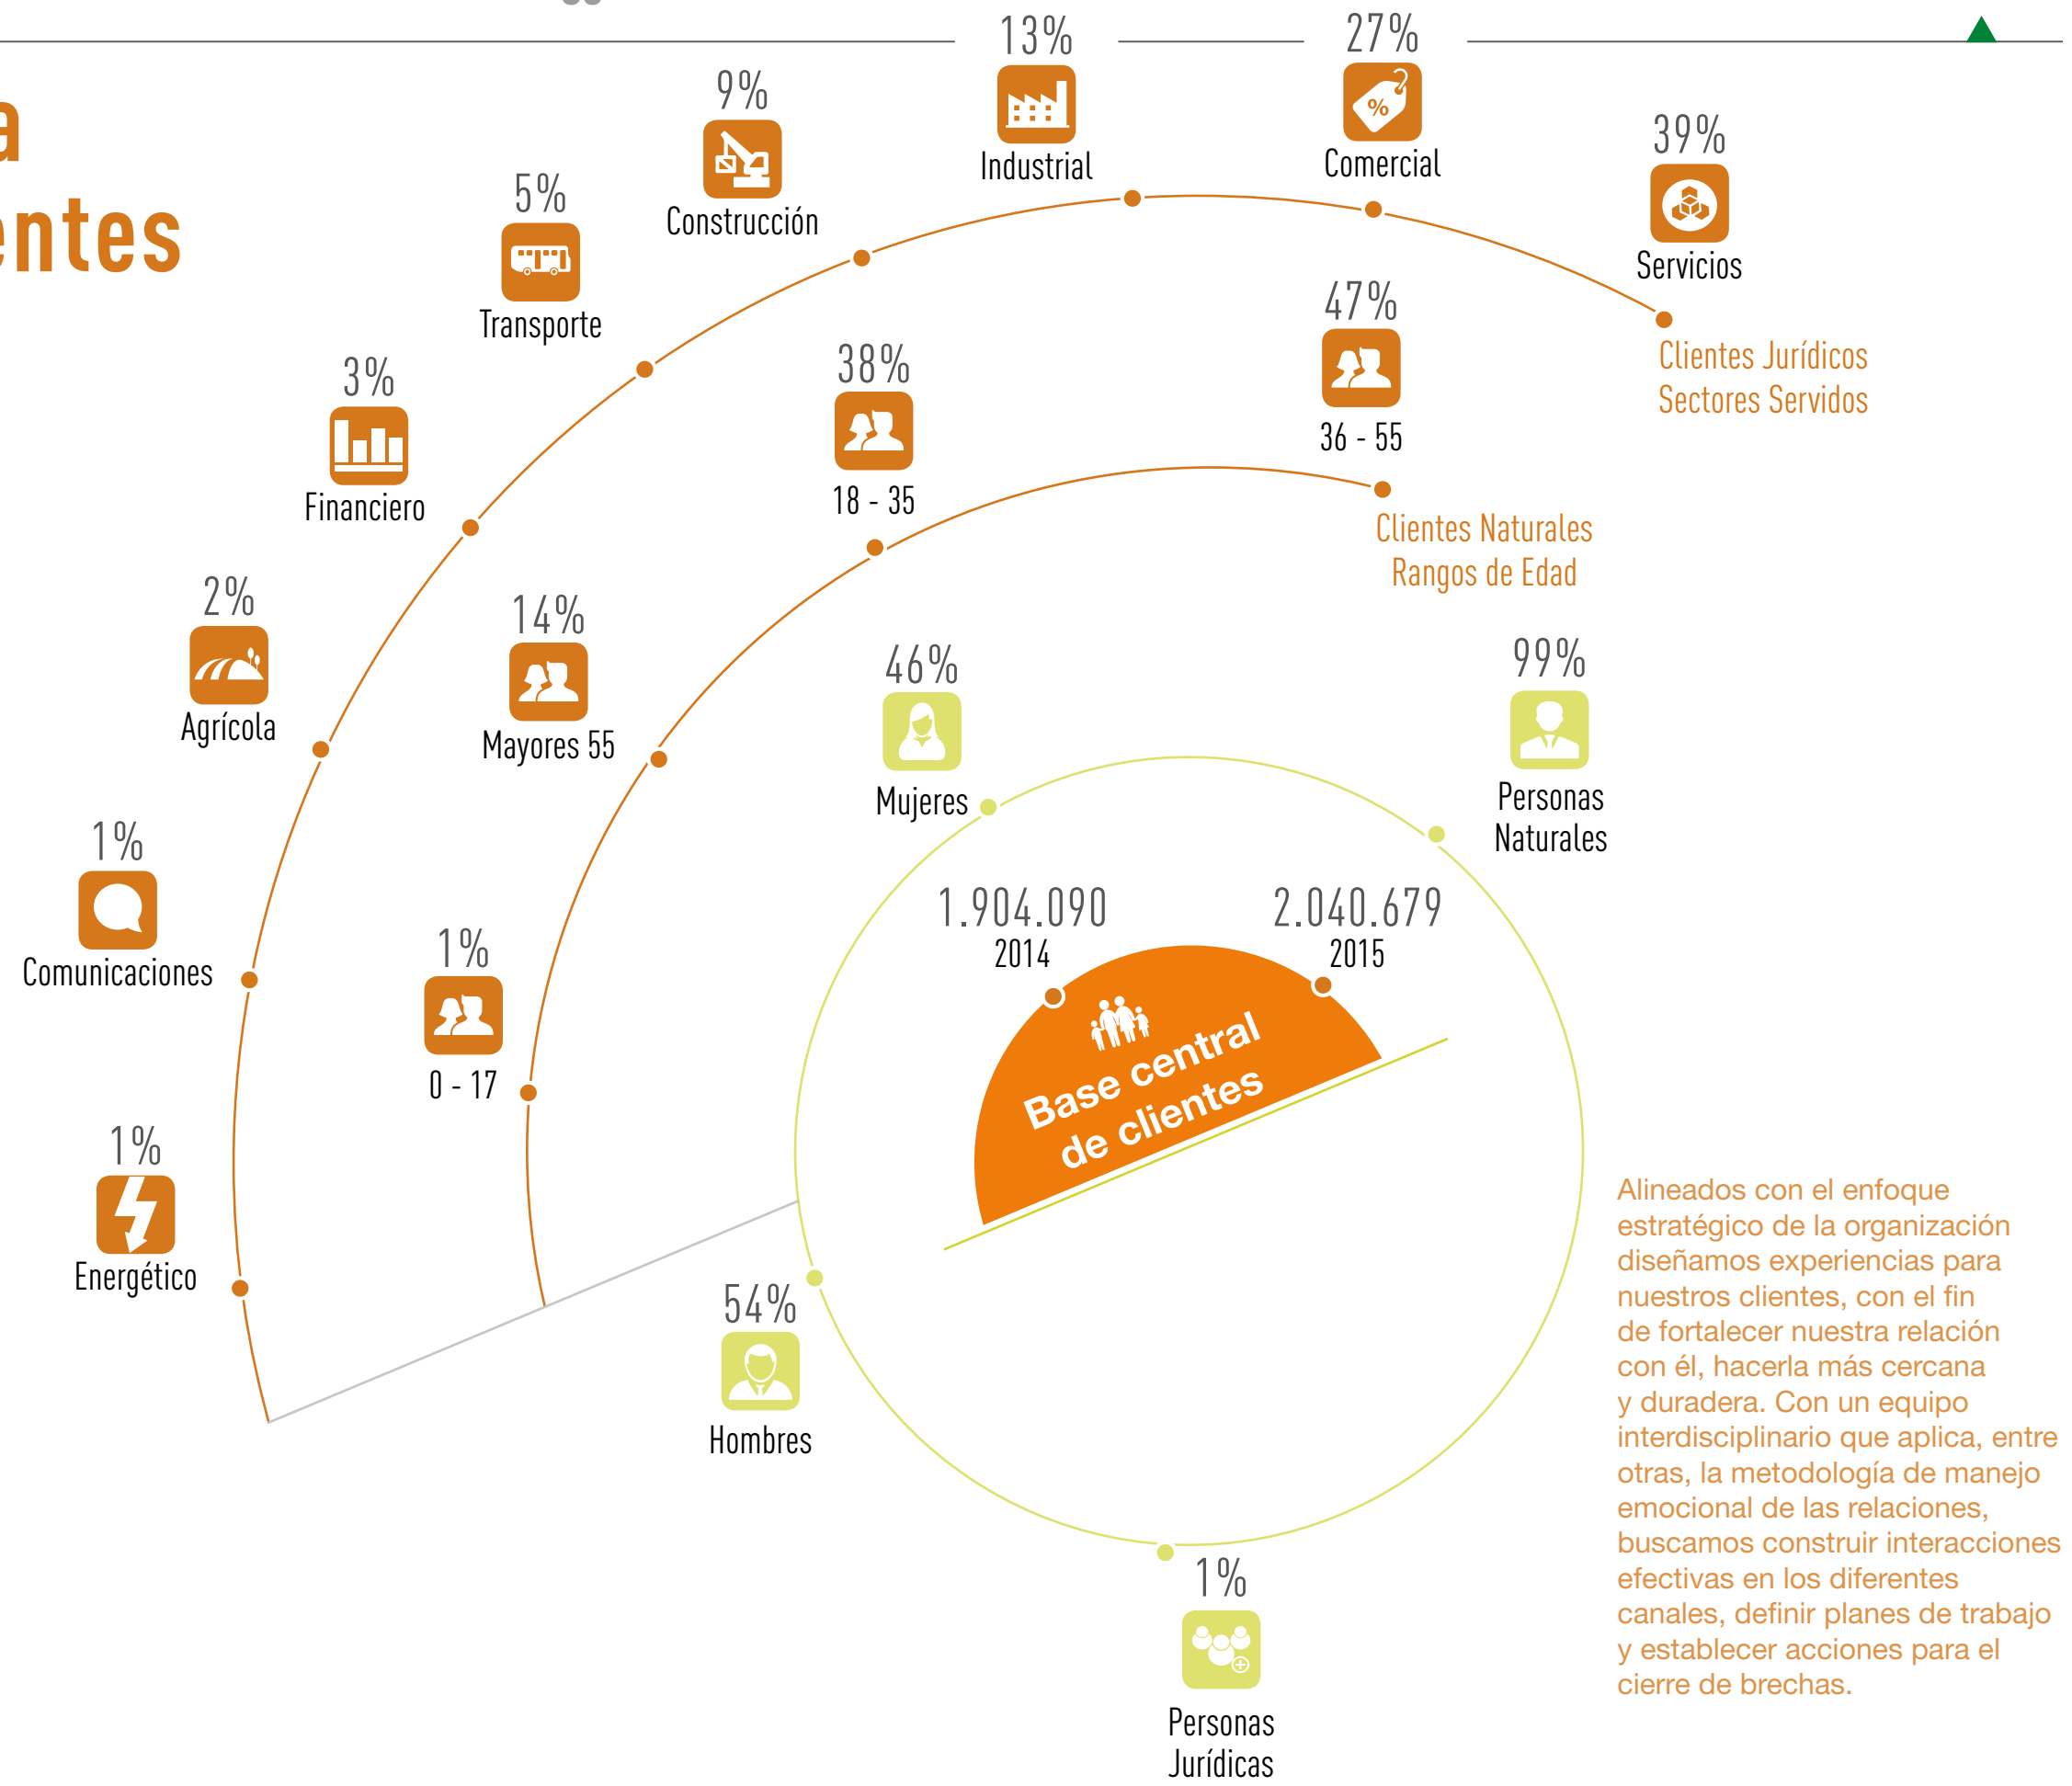 entes
13%
Industrial
27%
Comercial
9%
Construcción
39%
Servicios
5%
Transporte
3%
Financiero
2%
Agrícola
1%
Comunicaciones
1%
Energético
Clientes Jurídicos
Sectores Servidos
47%
36 - 55
38%
18 - 35
14%
Mayores 55
1%
0 - 17
Clientes Naturales
Rangos de Edad
46%
Mujeres
99%
Personas
Naturales
1.904.090
2014
2.040.679
2015
Base central
de clientes
54%
Hombres
1%
Personas
Jurídicas
Alineados con el enfoque
estratégico de la organización
diseñamos experiencias para
nuestros clientes, con el fin
de fortalecer nuestra relación
con él, hacerla más cercana
y duradera. Con un equipo
interdisciplinario que aplica, entre
otras, la metodología de manejo
emocional de las relaciones,
buscamos construir interacciones
efectivas en los diferentes
canales, definir planes de trabajo
y establecer acciones para el
cierre de brechas.